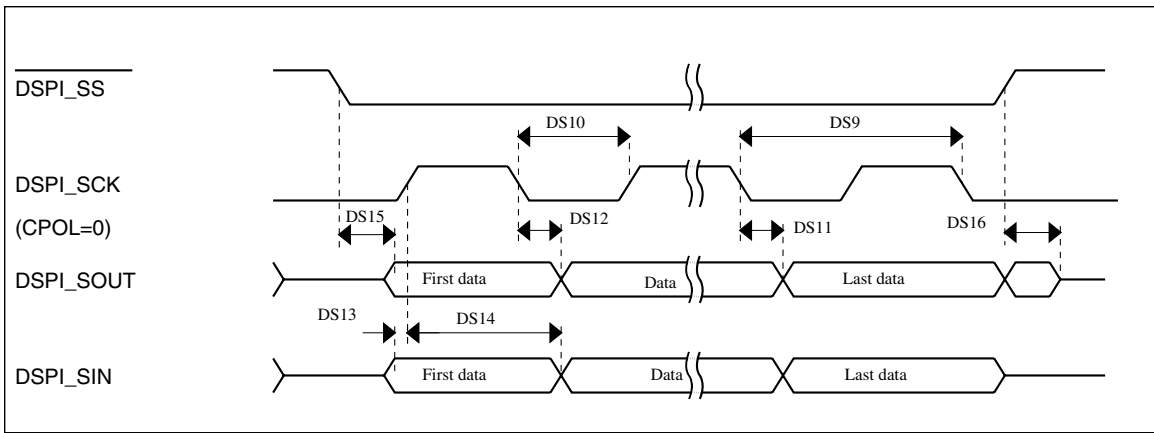 DSPI_SS
DS10
DS9
DSPI_SCK
(CPOL=0)
DS15
DS12
DS11
DS16
DSPI_SOUT
First data
Data
Last data
DS13
DS14
DSPI_SIN
First data
Data
Last data